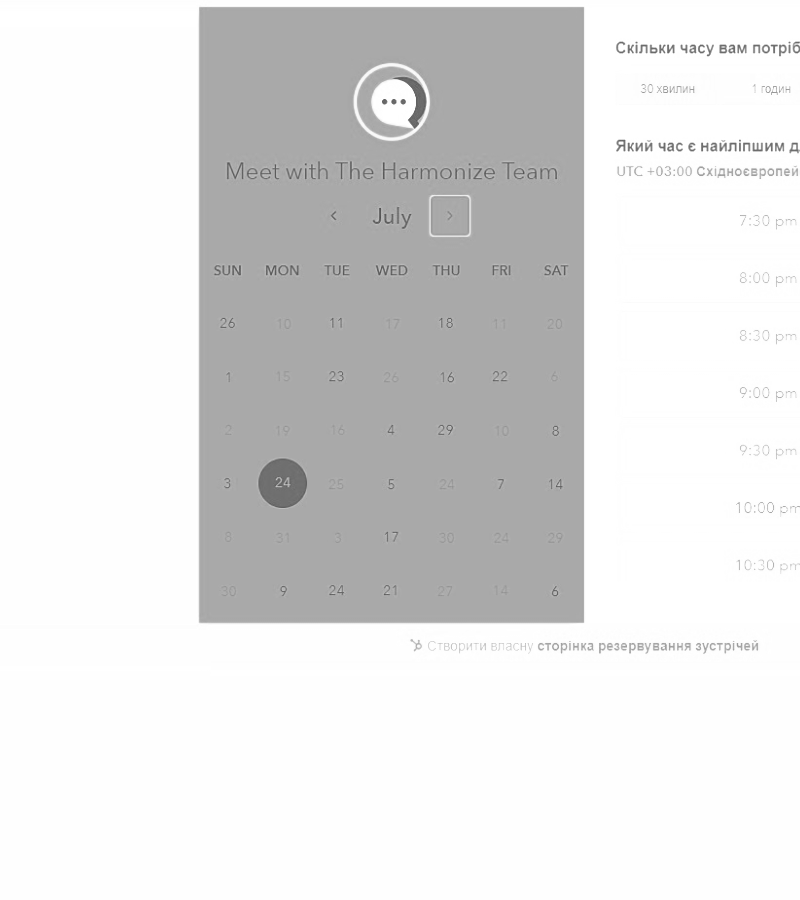 Meet with The Harmonize Team
July
SUN MON TUE WED THU FRI SAT
26 10 11 17 18 11 20
1 15 23 26 16 22 6
2 19 16 4 29 10 8
3 24 25 5 24 7 14
8 31 3 17 30 24 29
30 9 24 21 27 14 6
Скільки часу вам потріб
30 хвилин 1 годин
Який час є найліпшим д
UTC +03:00 Східноєвропей
7:30 pm
8:00 pm
8:30 pm
9:00 pm
9:30 pm
10:00 pm
10:30 pm
Створити власну сторінка резервування зустрічей